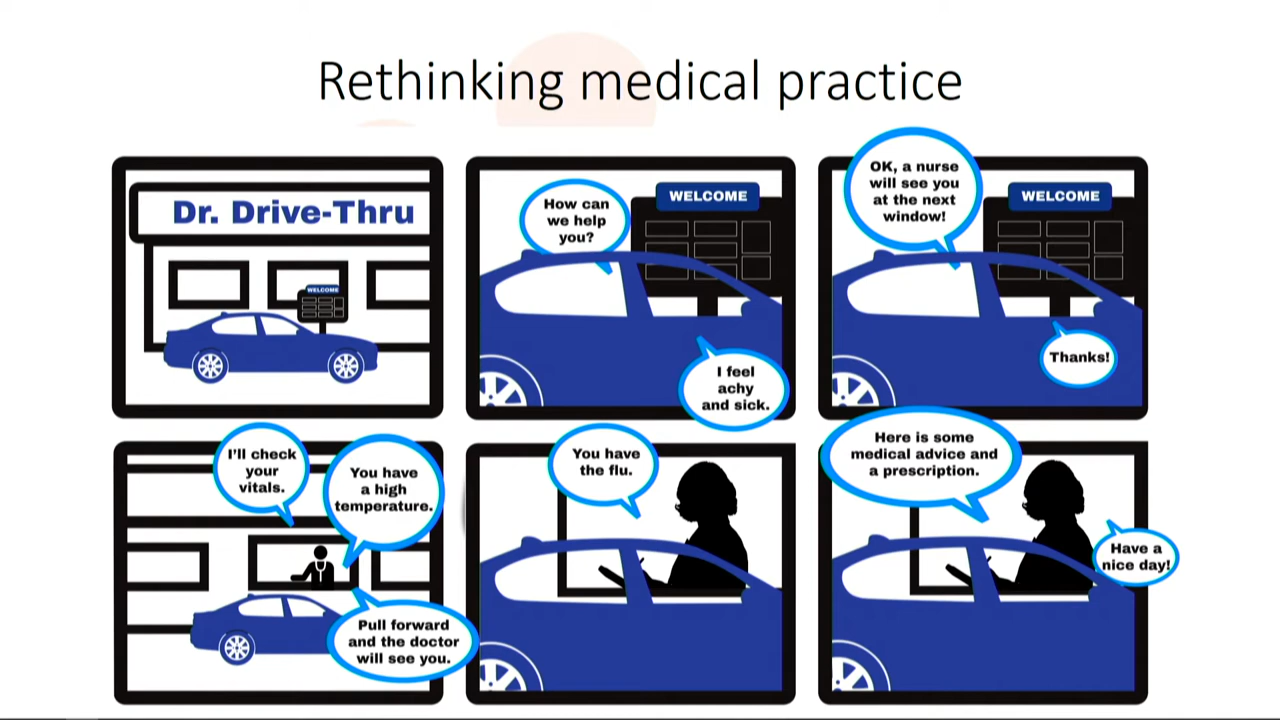 Rethinking medical practice
Dr. Drive-Thru
WELCOME
How can
we help
you?
WELCOME
I feel
achy
and sick.
OK, a nurse
will see you
at the next
window!
WELCOME
Thanks!
I'll check
your
vitals.
You have
a high
temperature.
Pull forward
and the doctor
will see you.
You have
the flu.
Here is some
medical advice and
a prescription.
Have a
nice day!